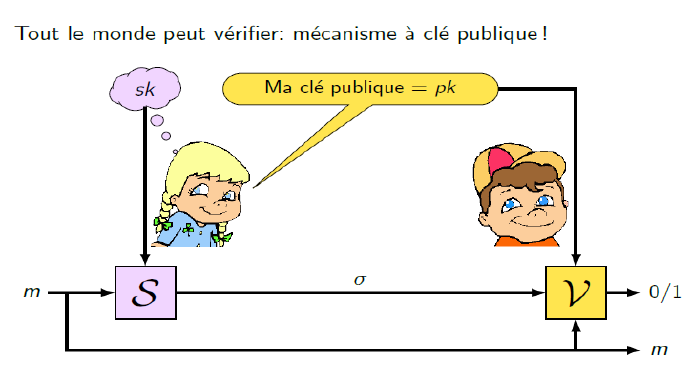 Tout le monde peut vérifier: mécanisme à clé publique !
sk
Ma clé publique = pk
m
S
σ
V
0/1
m